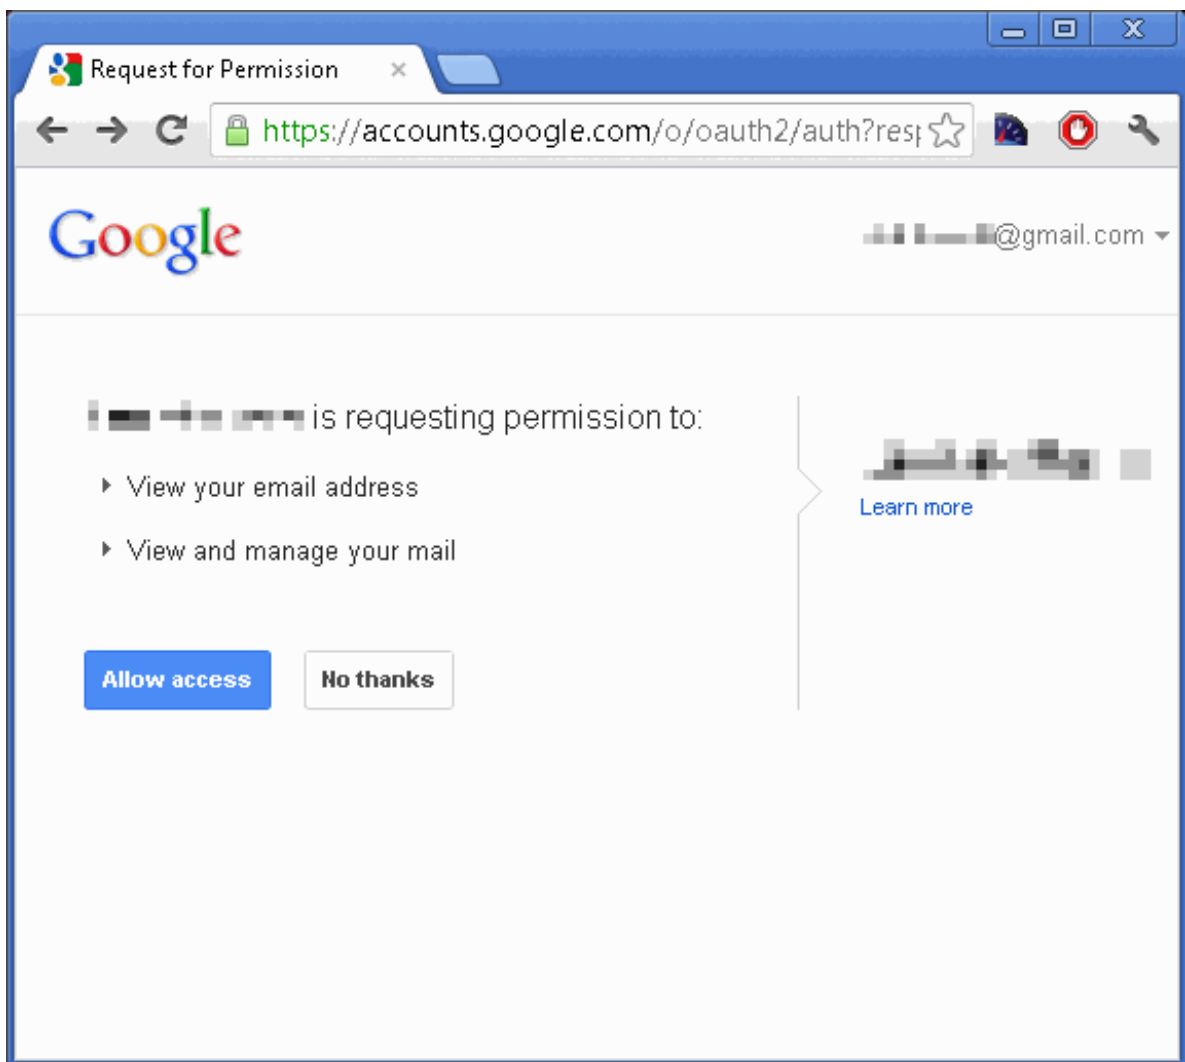 Request for Permission
https://accounts.google.com/o/oauth2/auth?resp
Google
@gmail.com
is requesting permission to:
View your email address
View and manage your mail
Learn more
Allow access
No thanks